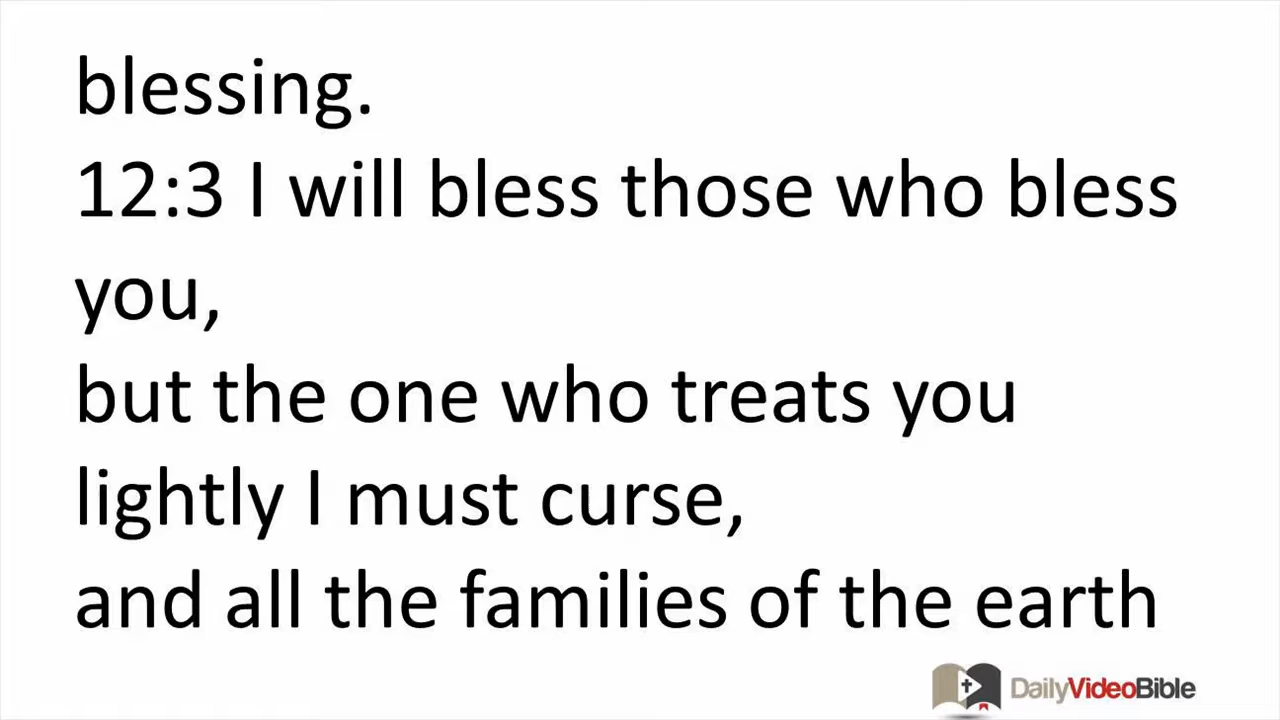 blessing.
12:3 I will bless those who bless
you,
but the one who treats you
lightly I must curse,
and all the families of the earth
DailyVideoBible